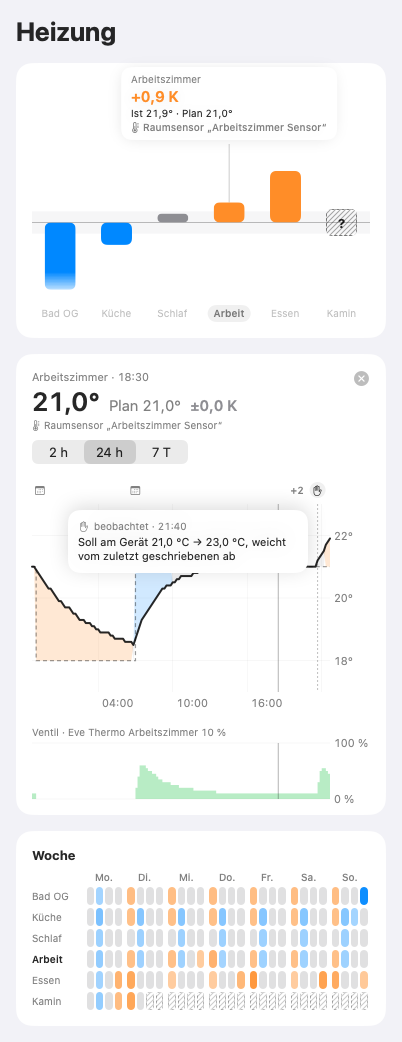 Heizung
Arbeitszimmer
+0,9 K
Ist 21,9° · Plan 21,0°
Raumsensor „Arbeitszimmer Sensor“
?
Bad OG Küche Schlaf Arbeit Essen Kamin
Arbeitszimmer · 18:30
21,0° Plan 21,0° ±0,0 K
Raumsensor „Arbeitszimmer Sensor“
2 h 24 h 7 T
+2
beobachtet · 21:40
Soll am Gerät 21,0 °C → 23,0 °C, weicht
vom zuletzt geschriebenen ab
22°
20°
18°
04:00 10:00 16:00
Ventil · Eve Thermo Arbeitszimmer 10 %
100 %
0 %
Woche
Mo. Di. Mi. Do. Fr. Sa. So.
Bad OG
Küche
Schlaf
Arbeit
Essen
Kamin